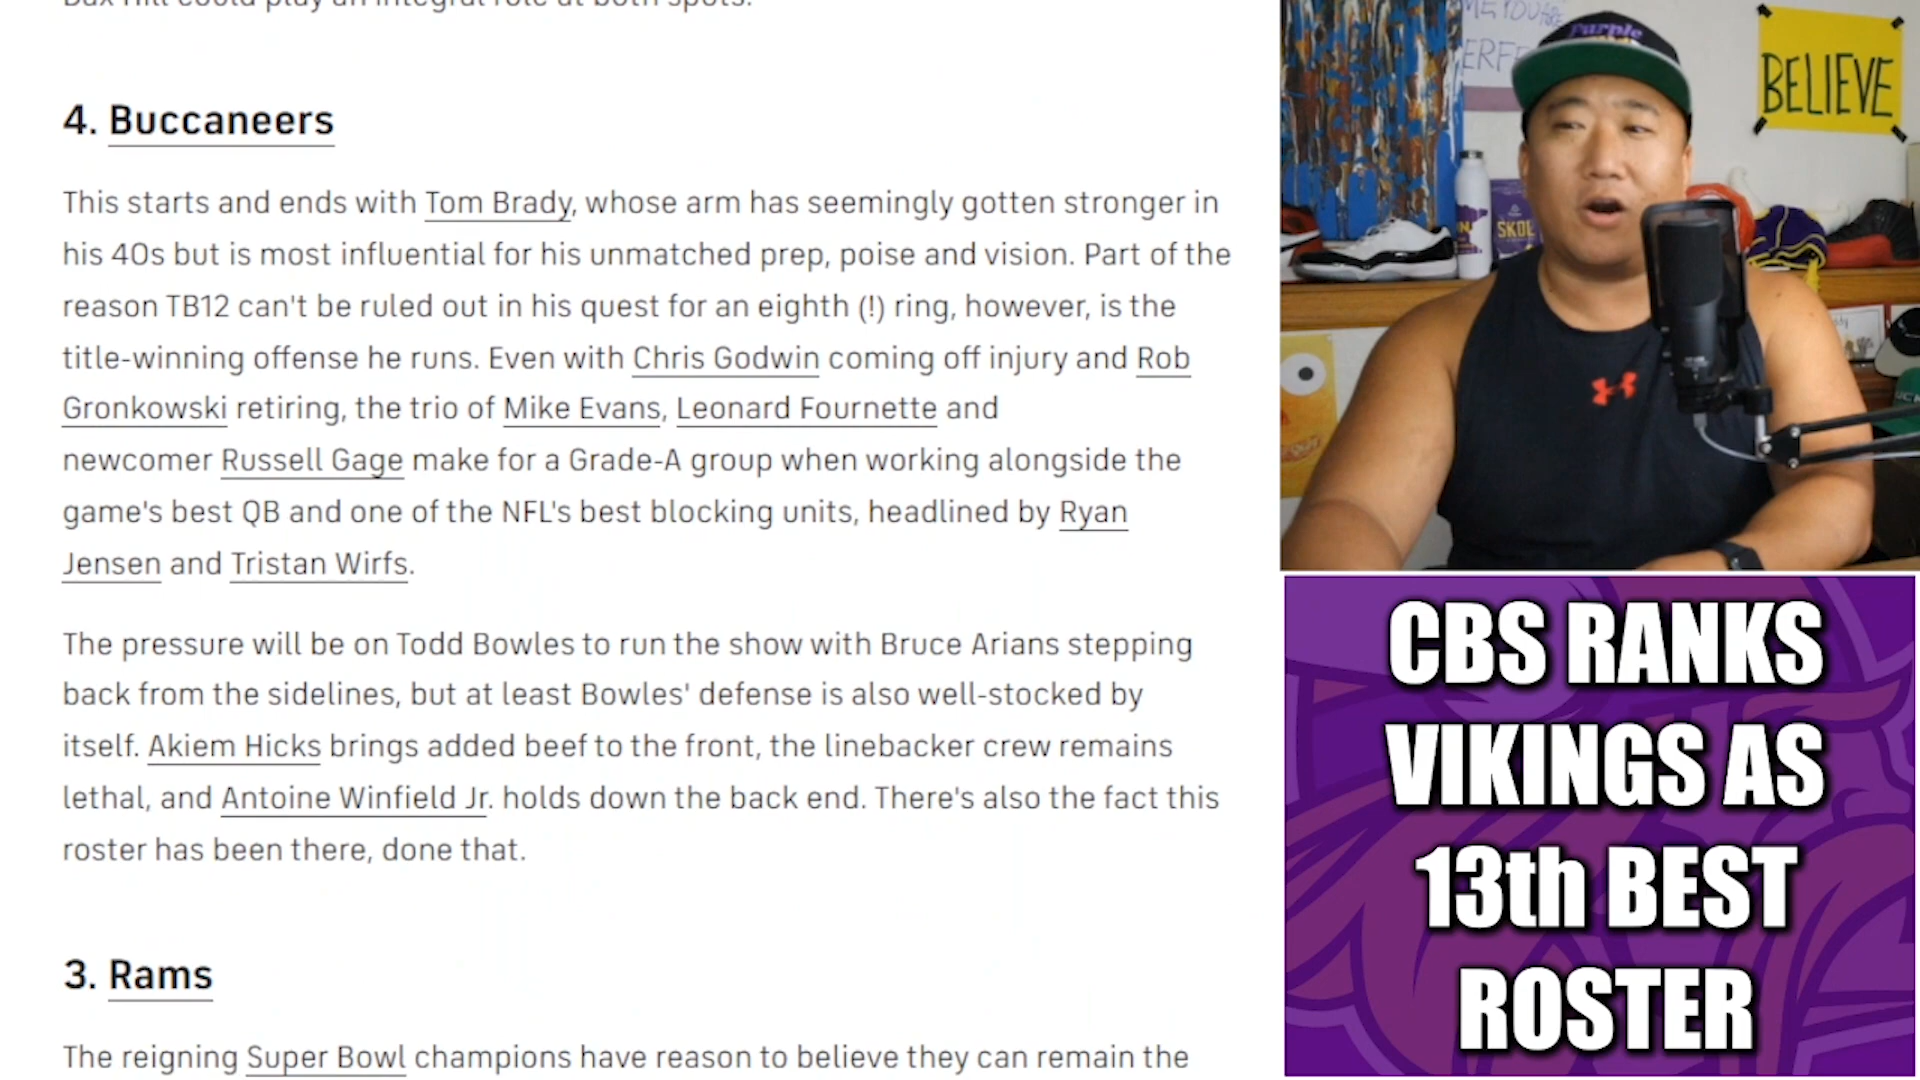 4. Buccaneers
This starts and ends with Tom Brady, whose arm has seemingly gotten stronger in
his 40s but is most influential for his unmatched prep, poise and vision. Part of the
reason TB12 can't be ruled out in his quest for an eighth (!) ring, however, is the
title-winning offense he runs. Even with Chris Godwin coming off injury and Rob
Gronkowski retiring, the trio of Mike Evans, Leonard Fournette and
newcomer Russell Gage make for a Grade-A group when working alongside the
game's best QB and one of the NFL's best blocking units, headlined by Ryan
Jensen and Tristan Wirfs.
The pressure will be on Todd Bowles to run the show with Bruce Arians stepping
back from the sidelines, but at least Bowles' defense is also well-stocked by
itself. Akiem Hicks brings added beef to the front, the linebacker crew remains
lethal, and Antoine Winfield Jr. holds down the back end. There's also the fact this
roster has been there, done that.
3. Rams
The reigning Super Bowl champions have reason to believe they can remain the
Purple
BELIEVE
SKOL
CBS RANKS
VIKINGS AS
13th BEST
ROSTER